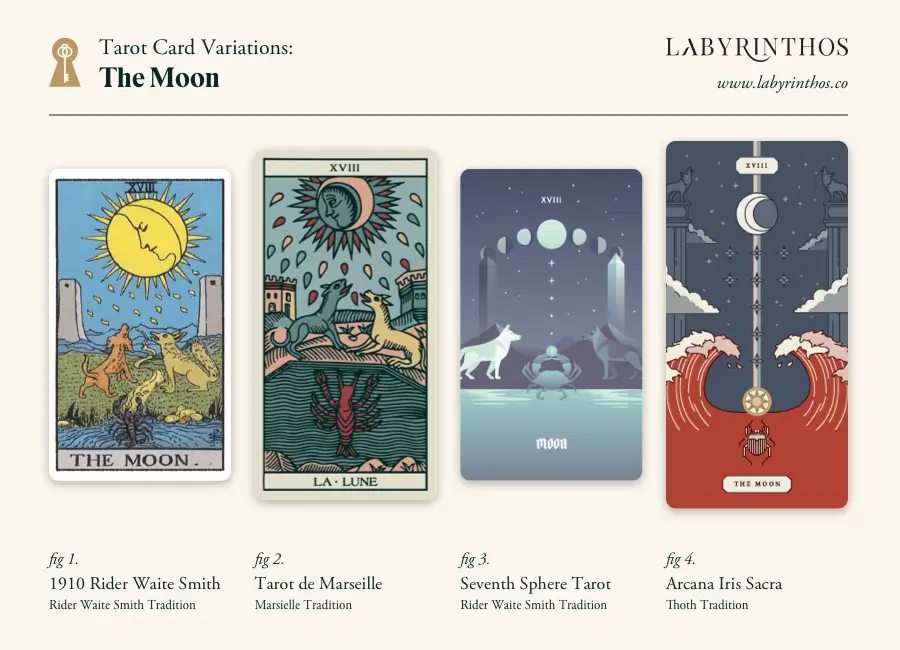 Tarot Card Variations:
The Moon
LABYRINTHOS
www.labyrinthos.co
XVIII
THE MOON.
XVIII
LA·LUNE
XVIII
moon
XVIII
THE MOON
fig 1.
1910 Rider Waite Smith
Rider Waite Smith Tradition
fig 2.
Tarot de Marseille
Marsielle Tradition
fig 3.
Seventh Sphere Tarot
Rider Waite Smith Tradition
fig 4.
Arcana Iris Sacra
Thoth Tradition